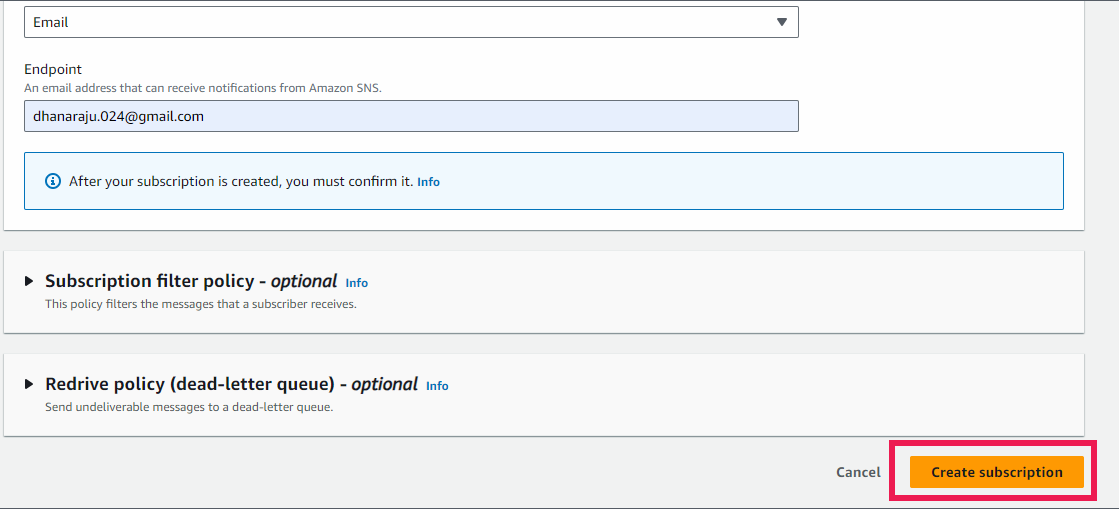 Email
Endpoint
An email address that can receive notifications from Amazon SNS.
dhanaraju.024@gmail.com
After your subscription is created, you must confirm it. Info
Subscription filter policy - optional Info
This policy filters the messages that a subscriber receives.
Redrive policy (dead-letter queue) - optional Info
Send undeliverable messages to a dead-letter queue.
Cancel Create subscription